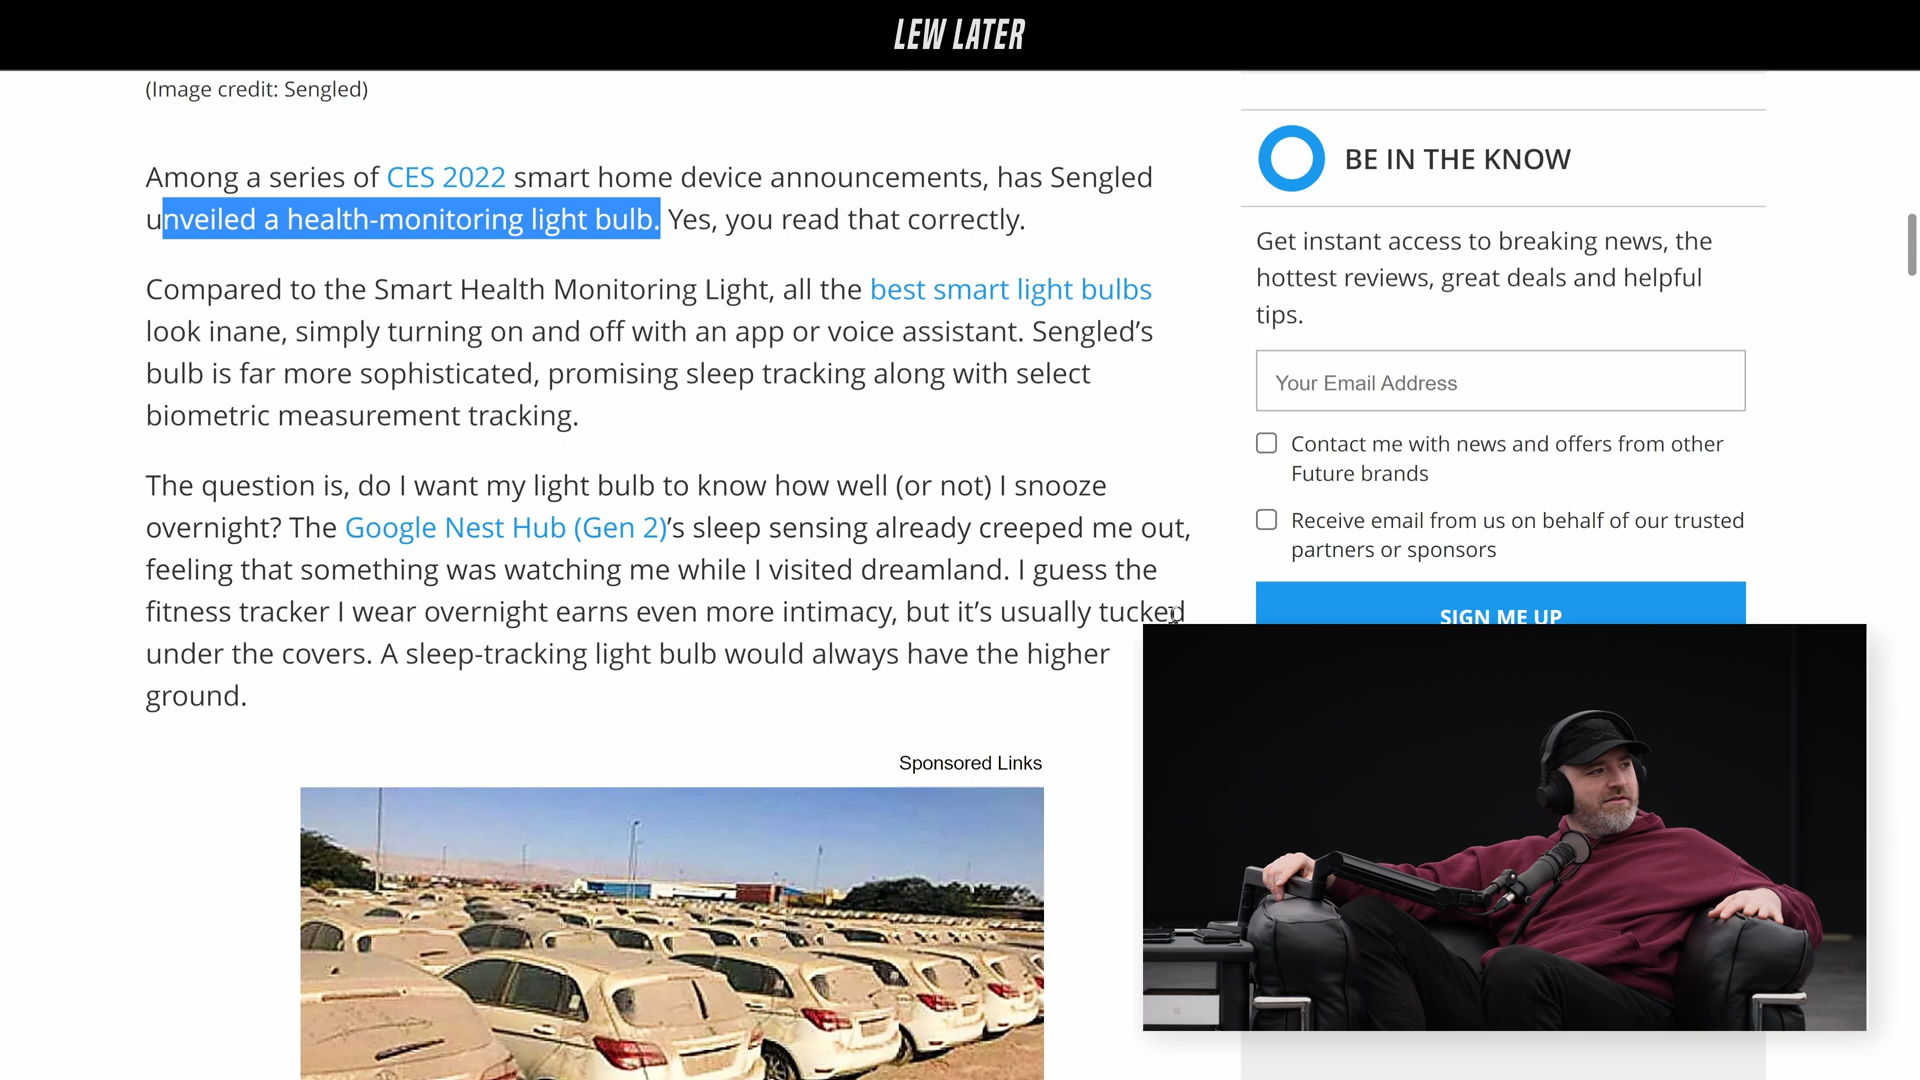 LEW LATER
(Image credit: Sengled)
Among a series of CES 2022 smart home device announcements, has Sengled
unveiled a health-monitoring light bulb. Yes, you read that correctly.
Compared to the Smart Health Monitoring Light, all the best smart light bulbs
look inane, simply turning on and off with an app or voice assistant. Sengled’s
bulb is far more sophisticated, promising sleep tracking along with select
biometric measurement tracking.
The question is, do I want my light bulb to know how well (or not) I snooze
overnight? The Google Nest Hub (Gen 2)’s sleep sensing already creeped me out,
feeling that something was watching me while I visited dreamland. I guess the
fitness tracker I wear overnight earns even more intimacy, but it’s usually tucked
under the covers. A sleep-tracking light bulb would always have the higher
ground.
Sponsored Links
BE IN THE KNOW
Get instant access to breaking news, the
hottest reviews, great deals and helpful
tips.
Your Email Address
Contact me with news and offers from other
Future brands
Receive email from us on behalf of our trusted
partners or sponsors
SIGN ME UP